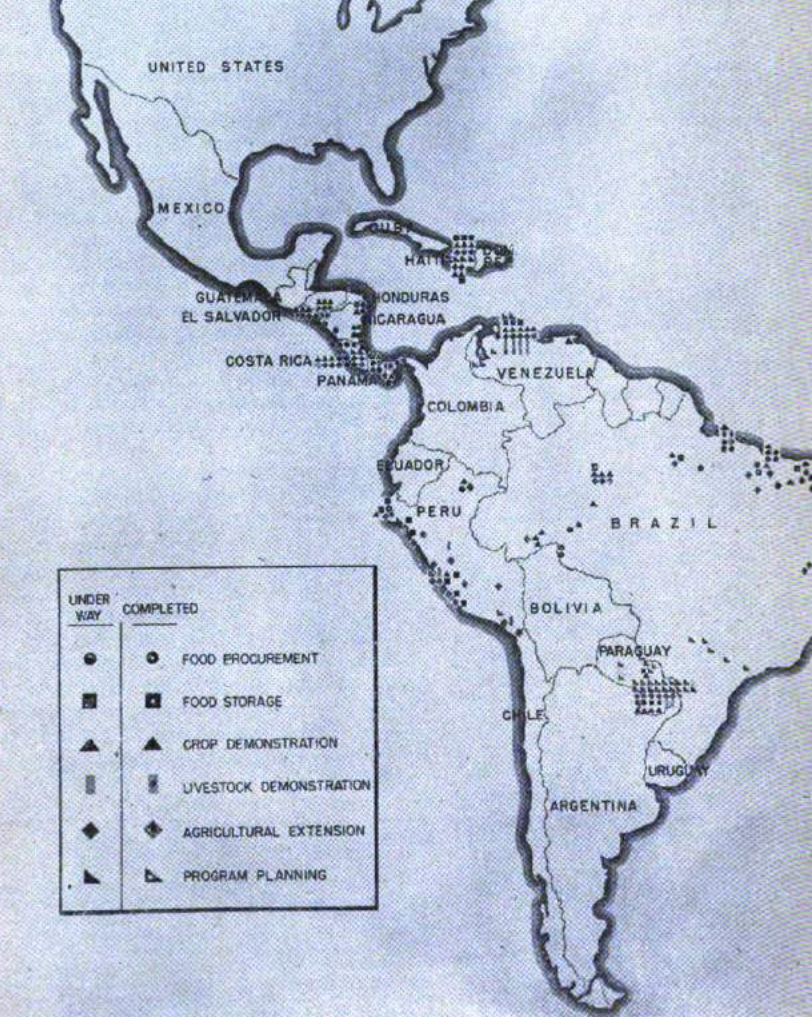 UNITED STATES
MEXICO
CUBA
HAITI
GUATEMALA
HONDURAS
EL SALVADOR
NICARAGUA
COSTA RICA
PANAMA
VENEZUELA
COLOMBIA
ECUADOR
PERU
BRAZIL
BOLIVIA
PARAGUAY
CHILE
URUGUAY
ARGENTINA
UNDER
WAY
COMPLETED
FOOD PROCUREMENT
FOOD STORAGE
CROP DEMONSTRATION
LIVESTOCK DEMONSTRATION
AGRICULTURAL EXTENSION
PROGRAM PLANNING